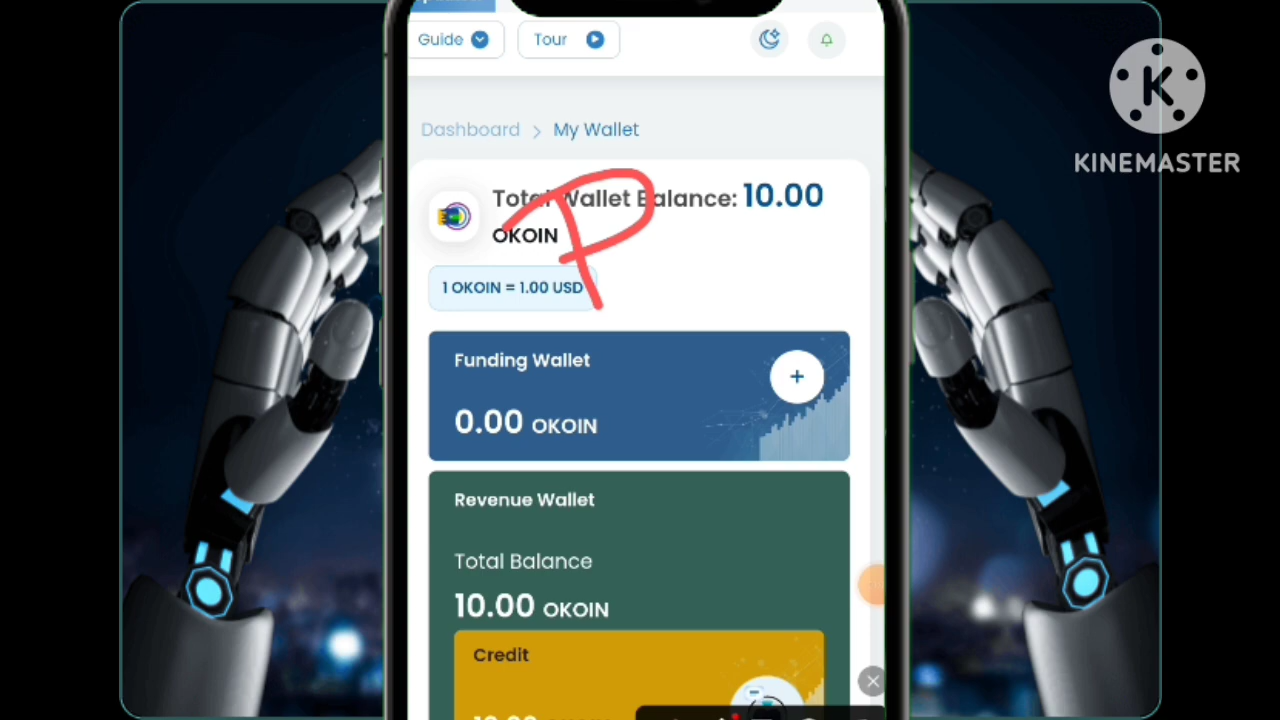 Guide
Tour
K
KINEMASTER
Dashboard > My Wallet
Total Wallet Balance: 10.00
OKOIN
1 OKOIN = 1.00 USD
Funding Wallet
+
0.00 OKOIN
Revenue Wallet
Total Balance
10.00 OKOIN
Credit